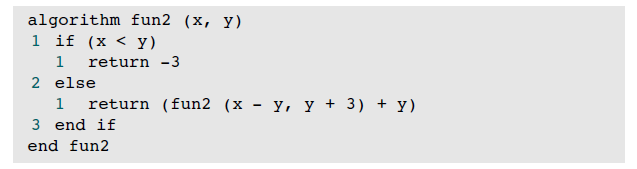 algorithm fun2 (x, y)
1 if (x < y)
1 return -3
2 else
1 return (fun2 (x - y, y + 3) + y)
3 end if
end fun2